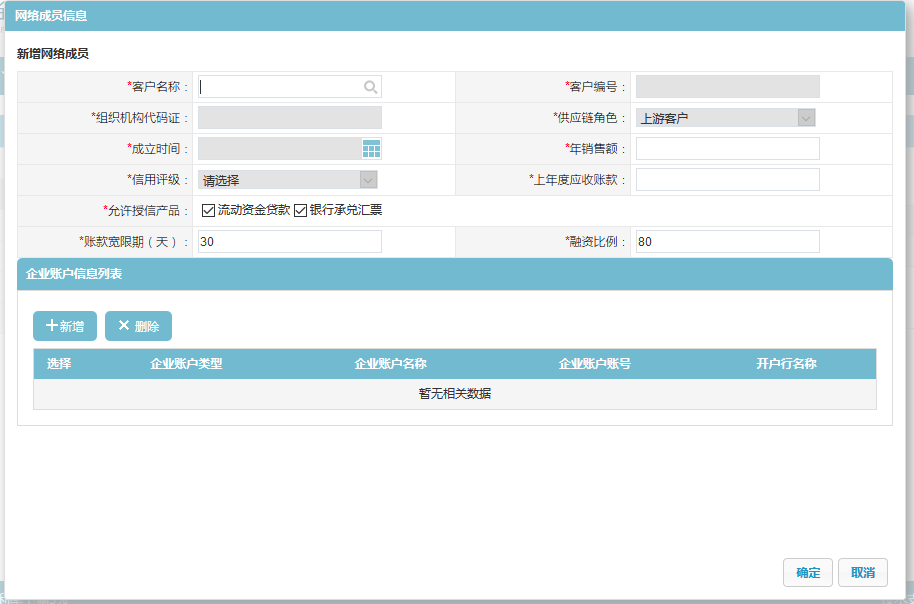 网络成员信息
新增网络成员
*客户名称： *客户编号：
*组织机构代码证： *供应链角色： 上游客户
*成立时间： *年销售额：
*信用评级： 请选择 *上年度应收账款：
*允许授信产品： 流动资金贷款 银行承兑汇票
*账款宽限期（天）： 30 *融资比例： 80
企业账户信息列表
新增 删除
选择 企业账户类型 企业账户名称 企业账户账号 开户行名称
暂无相关数据
确定 取消